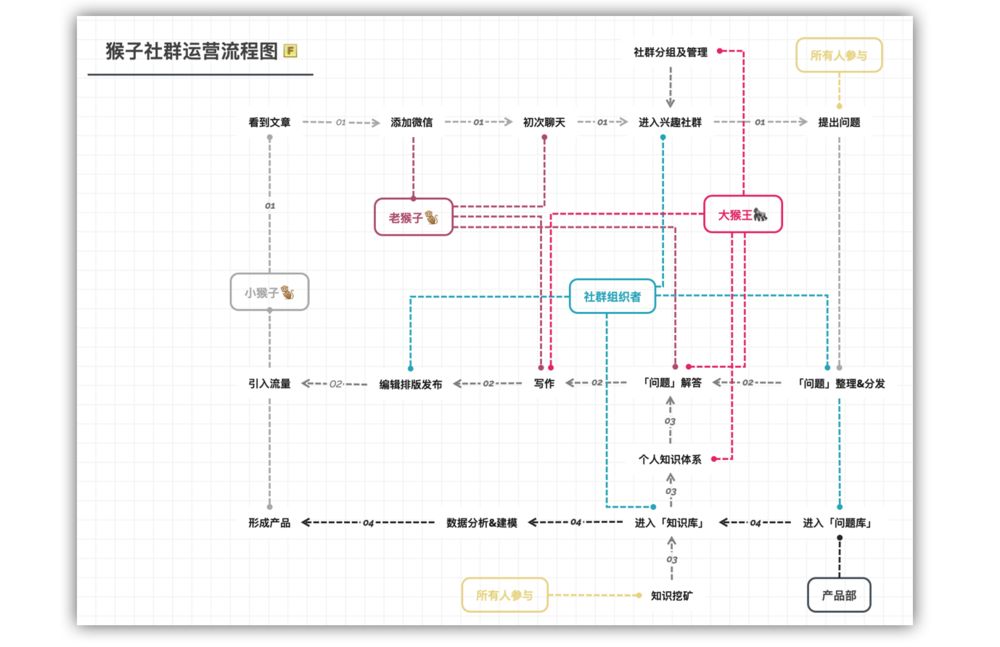 猴子社群运营流程图 F
社群分组及管理
所有人参与
看到文章
01
添加微信
01
初次聊天
01
进入兴趣社群
01
提出问题
01
老猴子
大猴王
小猴子
社群组织者
引入流量
02
编辑排版发布
02
写作
02
「问题」解答
02
「问题」整理&分发
03
个人知识体系
03
形成产品
04
数据分析&建模
04
进入「知识库」
04
进入「问题库」
03
所有人参与
知识挖矿
产品部